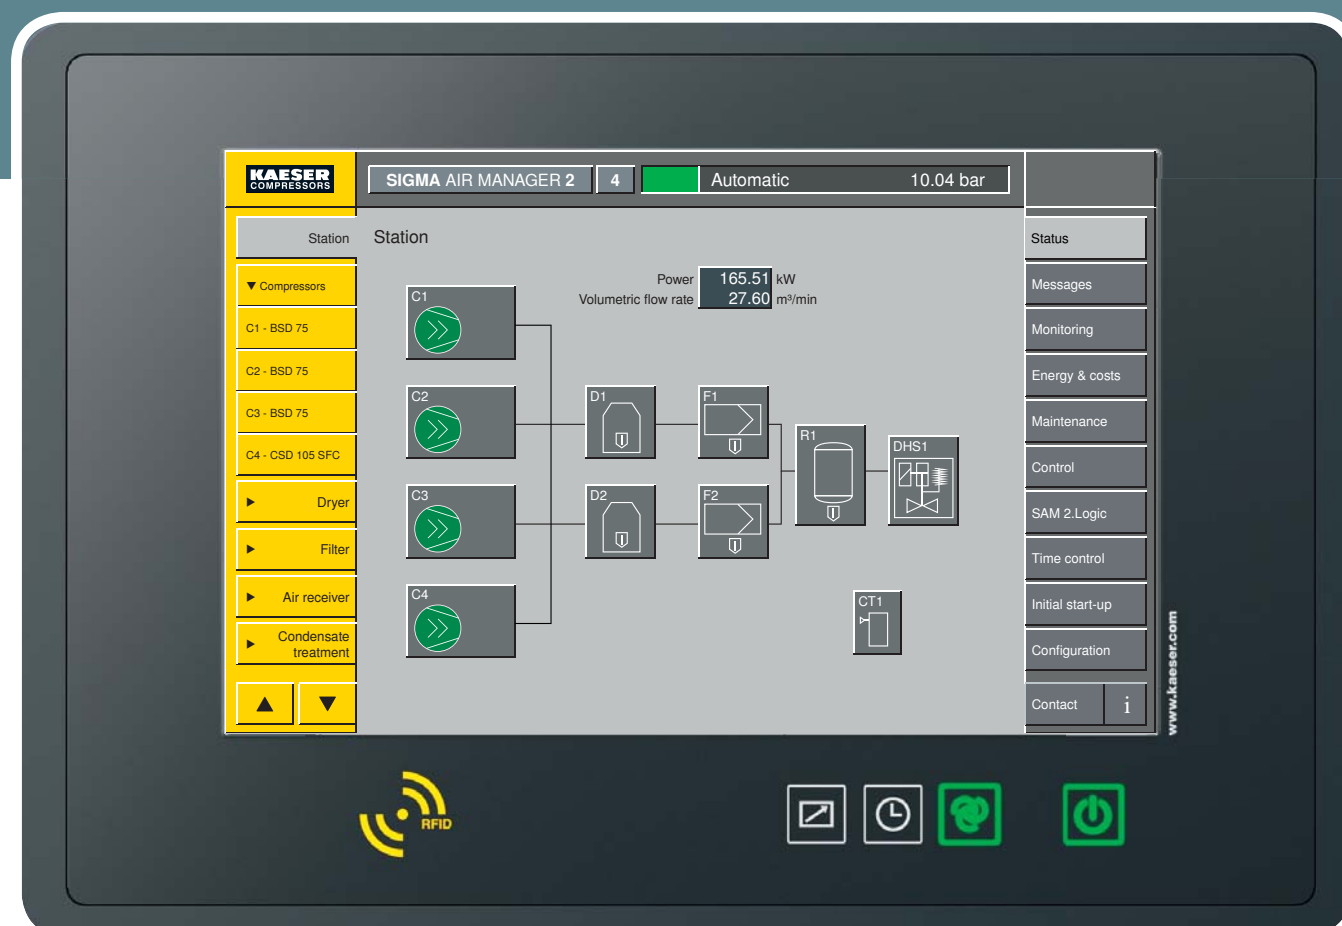 KAESER
COMPRESSORS
SIGMA AIR MANAGER 2
4
Automatic
10.04 bar
Station
▼ Compressors
C1 - BSD 75
C2 - BSD 75
C3 - BSD 75
C4 - CSD 105 SFC
► Dryer
► Filter
► Air receiver
► Condensate
treatment
▲ ▼
Station
Power 165.51 kW
Volumetric flow rate 27.60 m³/min
C1
C2
D1
F1
R1
DHS1
C3
D2
F2
C4
CT1
Status
Messages
Monitoring
Energy & costs
Maintenance
Control
SAM 2.Logic
Time control
Initial start-up
Configuration
Contact
i
www.kaeser.com
RFID